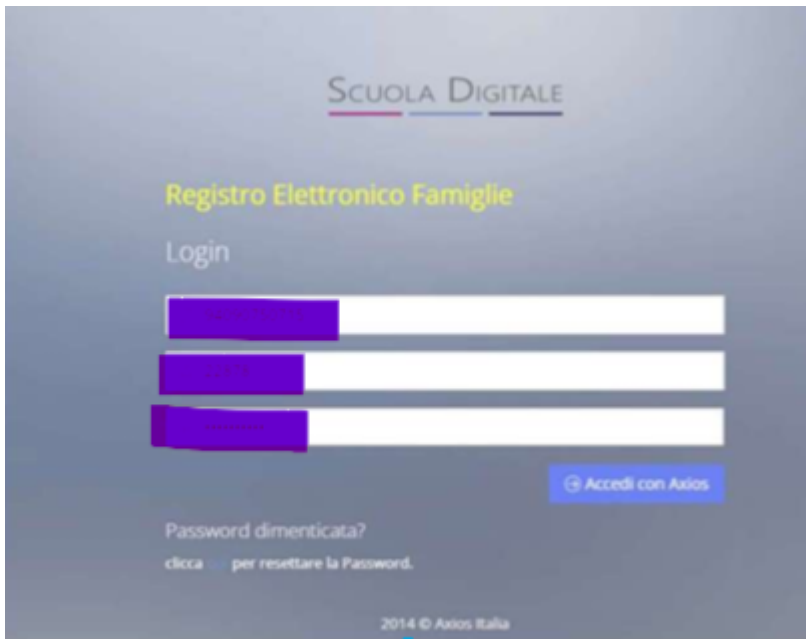 SCUOLA DIGITALE
Registro Elettronico Famiglie
Login
Accedi con Axios
Password dimenticata?
clicca per resettare la Password.
2014 © Axios Italia